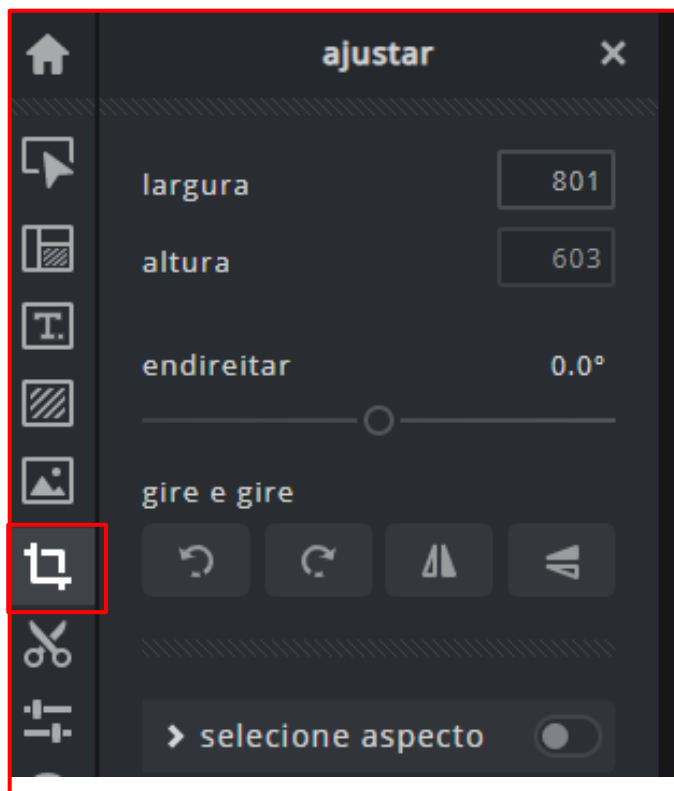 ajustar
largura 801
altura 603
endireitar 0.0°
gire e gire
selecione aspecto